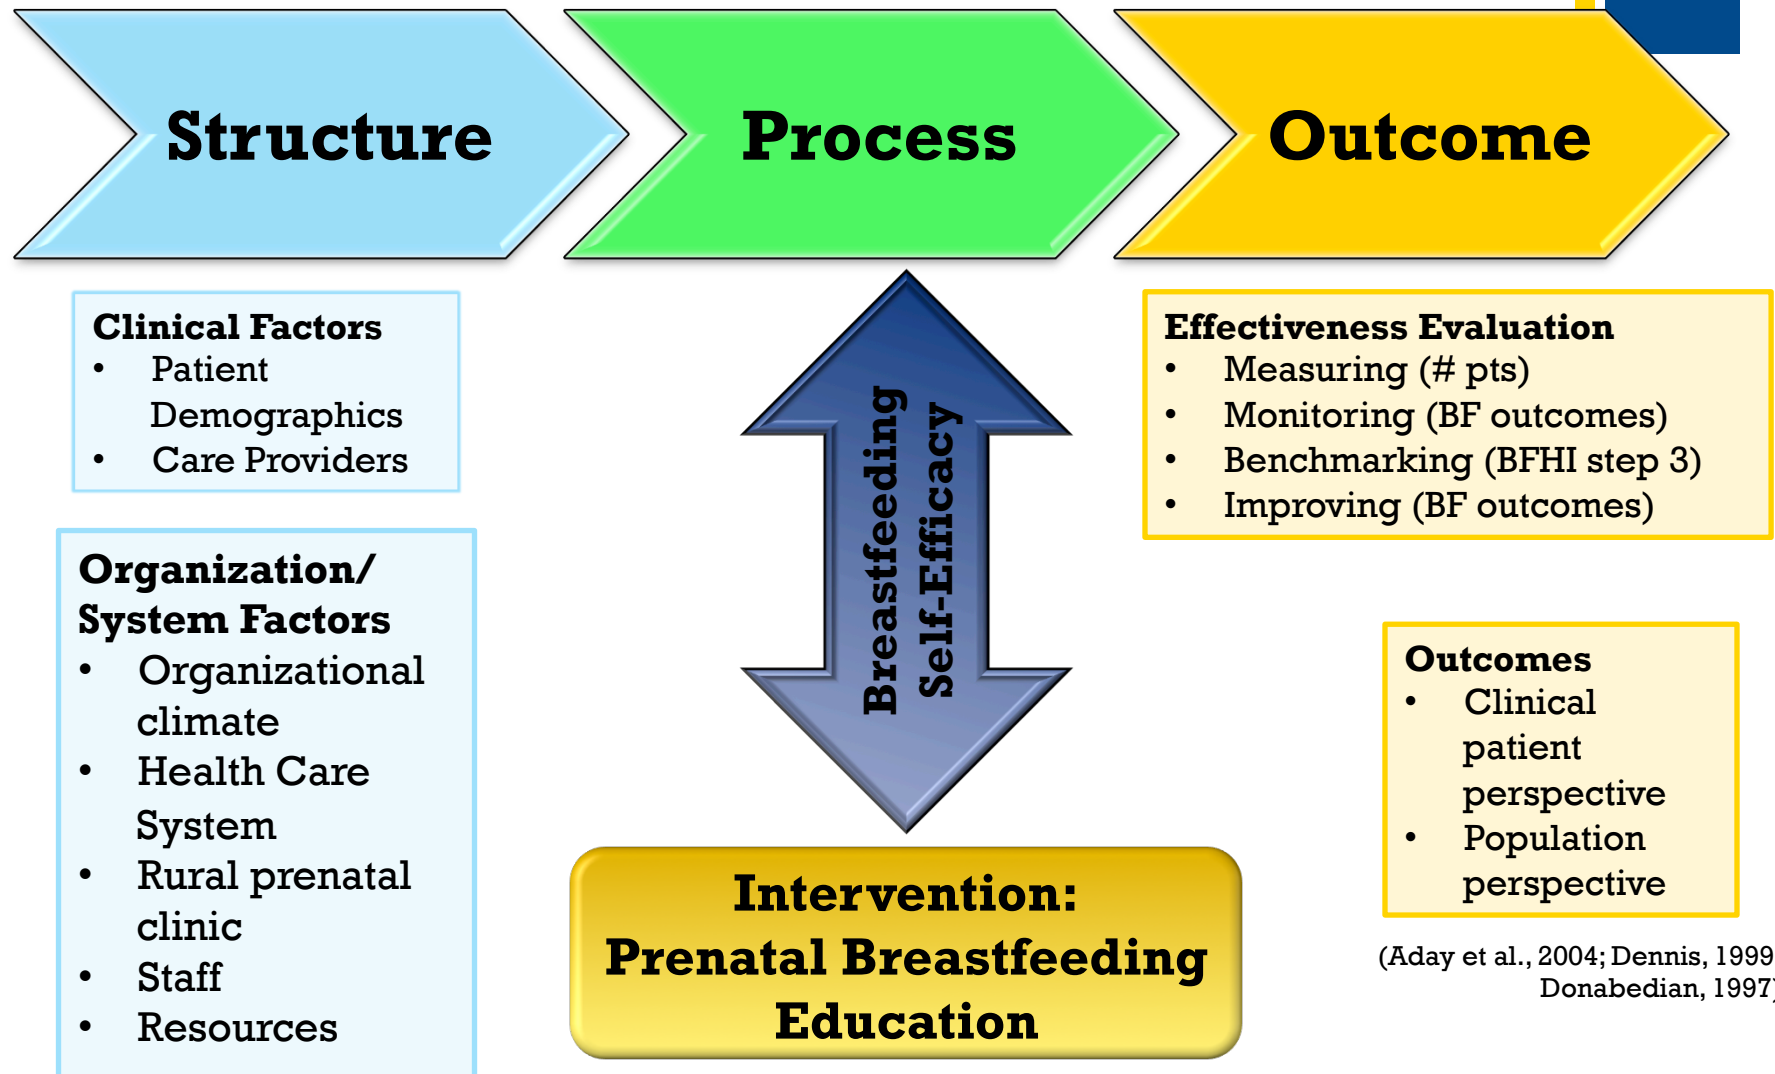 Structure
Process
Outcome
Clinical Factors
• Patient
Demographics
• Care Providers
Organization/
System Factors
• Organizational
climate
• Health Care
System
• Rural prenatal
clinic
• Staff
• Resources
Breastfeeding
Self-Efficacy
Intervention:
Prenatal Breastfeeding
Education
Effectiveness Evaluation
• Measuring (# pts)
• Monitoring (BF outcomes)
• Benchmarking (BFHI step 3)
• Improving (BF outcomes)
Outcomes
• Clinical
patient
perspective
• Population
perspective
(Aday et al., 2004; Dennis, 1999
Donabedian, 1997)